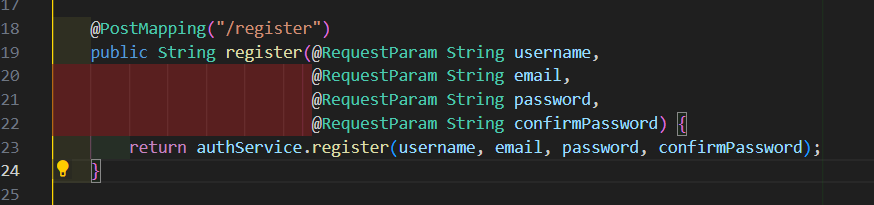 17
18 @PostMapping("/register")
19 public String register(@RequestParam String username,
20 @RequestParam String email,
21 @RequestParam String password,
22 @RequestParam String confirmPassword) {
23 return authService.register(username, email, password, confirmPassword);
24 }
25